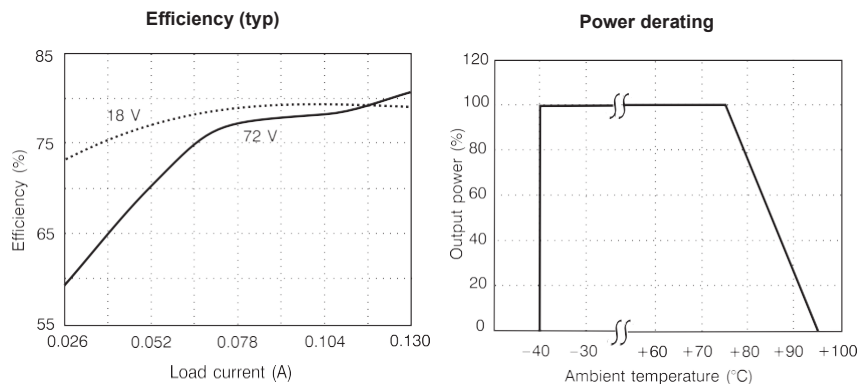 Efficiency (typ)
85
75
65
55
18 V
72 V
Efficiency (%)
0.026 0.052 0.078 0.104 0.130
Load current (A)
Power derating
120
100
80
60
40
20
0
Output power (%)
−40 −30 +60 +70 +80 +90 +100
Ambient temperature (°C)